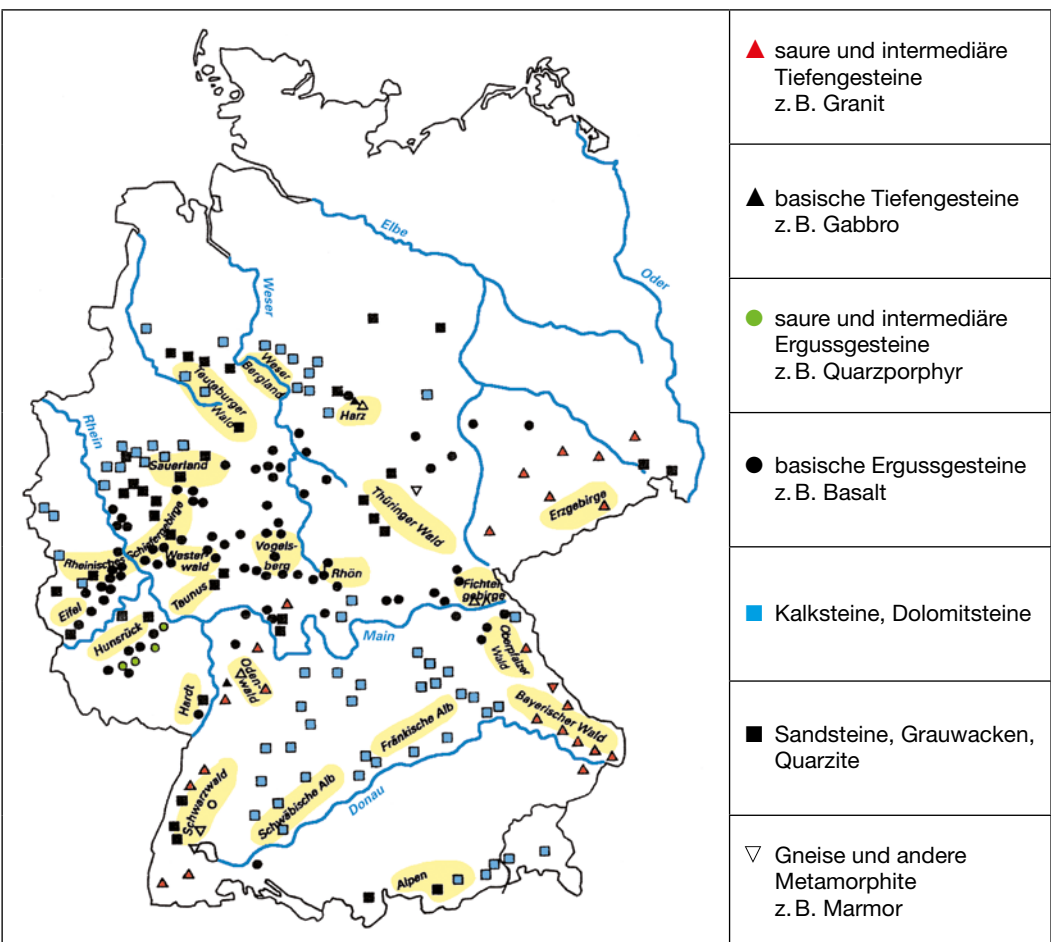 Elbe
Oder
Weser
Weser
Bergland
Teutoburger
Wald
Harz
Rhein
Sauerland
Thüringer Wald
Erzgebirge
Rheinisches
Schiefergebirge
Wester-
wald
Vogels-
berg
Rhön
Fichtel-
gebirge
Taunus
Eifel
Hunsrück
Main
Oberpfälzer
Wald
Oden-
wald
Hardt
Bayerischer Wald
Fränkische Alb
Schwarzwald
Schwäbische Alb
Donau
Alpen
saure und intermediäre
Tiefengesteine
z. B. Granit
basische Tiefengesteine
z. B. Gabbro
saure und intermediäre
Ergussgesteine
z. B. Quarzporphyr
basische Ergussgesteine
z. B. Basalt
Kalksteine, Dolomitsteine
Sandsteine, Grauwacken,
Quarzite
Gneise und andere
Metamorphite
z. B. Marmor